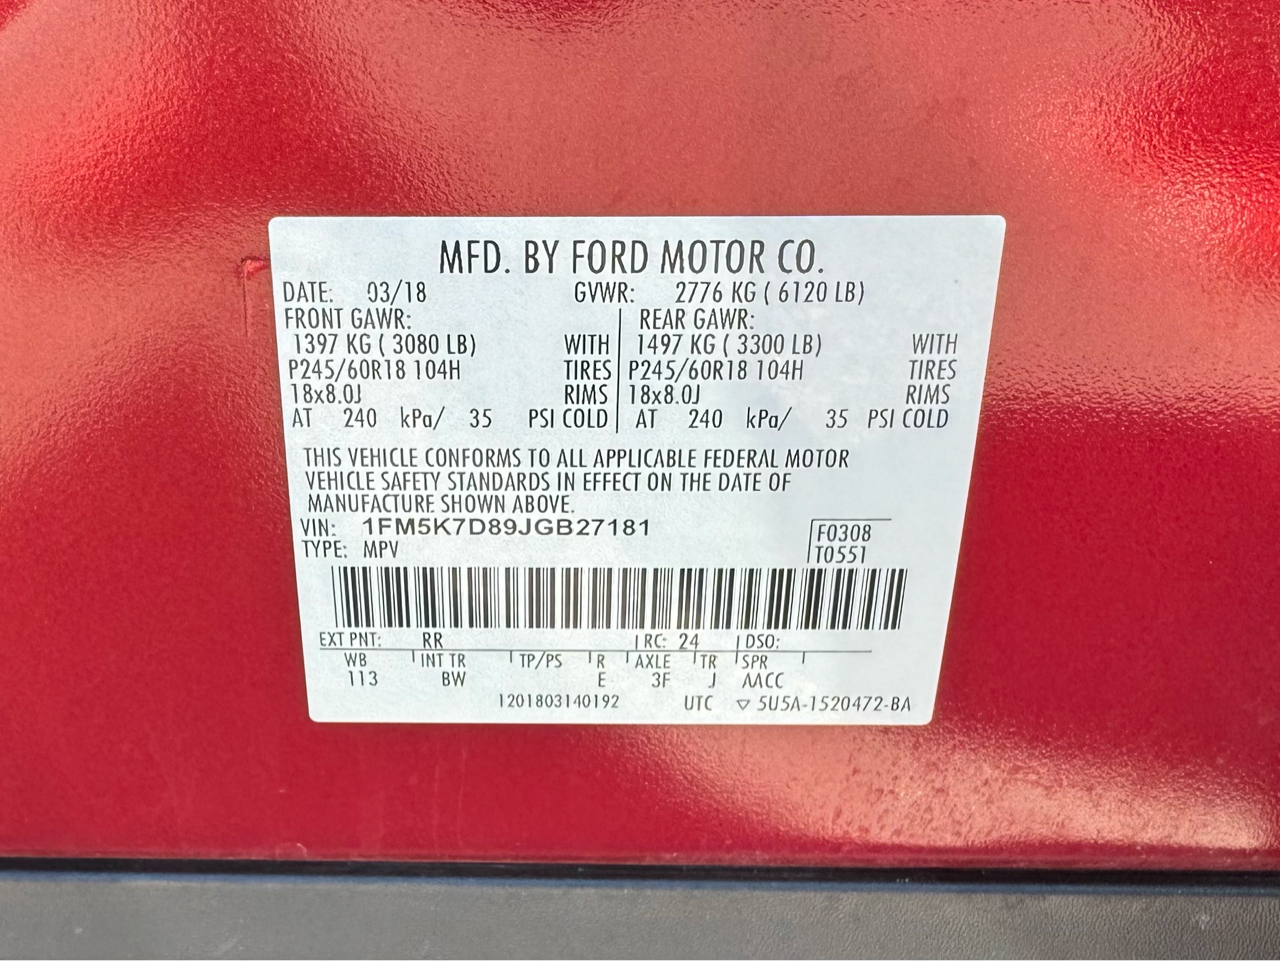 MFD. BY FORD MOTOR CO.
DATE: 03/18 GVWR: 2776 KG ( 6120 LB)
FRONT GAWR: REAR GAWR:
1397 KG ( 3080 LB) WITH 1497 KG ( 3300 LB) WITH
P245/60R18 104H TIRES P245/60R18 104H TIRES
18x8.0J RIMS 18x8.0J RIMS
AT 240 kPa/ 35 PSI COLD AT 240 kPa/ 35 PSI COLD
THIS VEHICLE CONFORMS TO ALL APPLICABLE FEDERAL MOTOR
VEHICLE SAFETY STANDARDS IN EFFECT ON THE DATE OF
MANUFACTURE SHOWN ABOVE.
VIN: 1FM5K7D89JGB27181
TYPE: MPV
F0308
T0551
EXT PNT: RR RC: 24 DSO:
WB INT TR TP/PS R AXLE TR SPR
113 BW E 3F J AACC
1201803140192 UTC ▽ 5U5A-1520472-BA